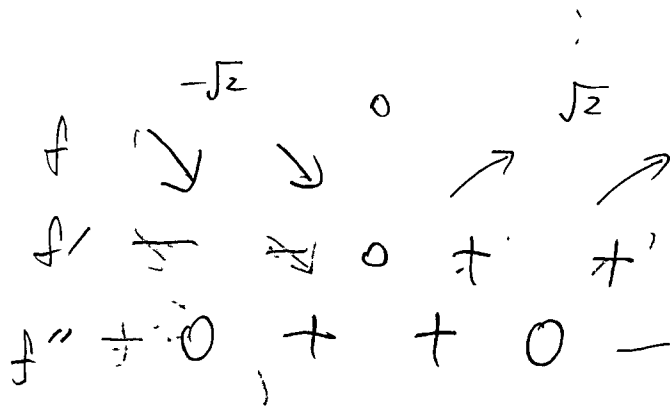 -√2 0 √2
f ↘ ↘ ↗ ↗
f' - - 0 + +
f'' + 0 + + 0 -